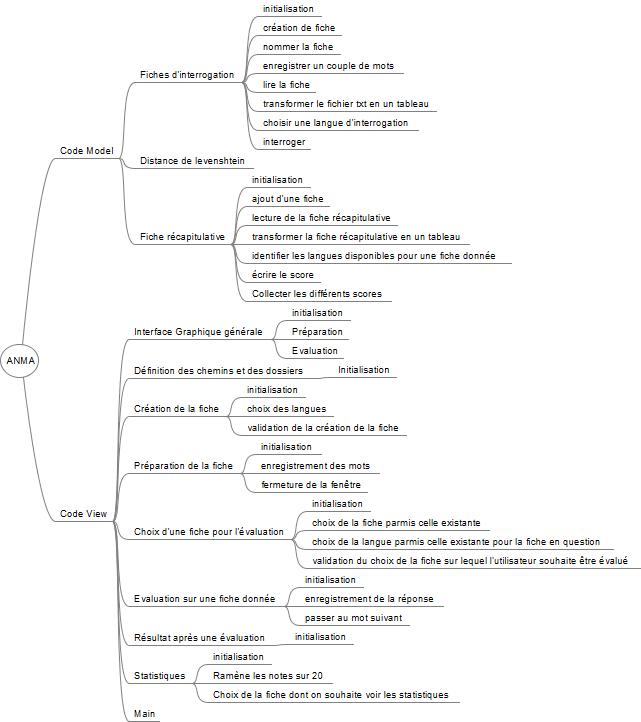 initialisation
création de fiche
nommer la fiche
enregistrer un couple de mots
Fiches d'interrogation
lire la fiche
transformer le fichier txt en un tableau
choisir une langue d'interrogation
interroger
Code Model
Distance de levenshtein
initialisation
ajout d'une fiche
lecture de la fiche récapitulative
Fiche récapitulative
transformer la fiche récapitulative en un tableau
identifier les langues disponibles pour une fiche donnée
écrire le score
Collecter les différents scores
ANMA
initialisation
Interface Graphique générale
Préparation
Evaluation
Définition des chemins et des dossiers
Initialisation
initialisation
Création de la fiche
choix des langues
validation de la création de la fiche
initialisation
Préparation de la fiche
enregistrement des mots
fermeture de la fenêtre
Code View
initialisation
choix de la fiche parmis celle existante
Choix d'une fiche pour l'évaluation
choix de la langue parmis celle existante pour la fiche en question
validation du choix de la fiche sur lequel l'utilisateur souhaite être évalué
initialisation
Evaluation sur une fiche donnée
enregistrement de la réponse
passer au mot suivant
Résultat après une évaluation
initialisation
initialisation
Statistiques
Ramène les notes sur 20
Choix de la fiche dont on souhaite voir les statistiques
Main